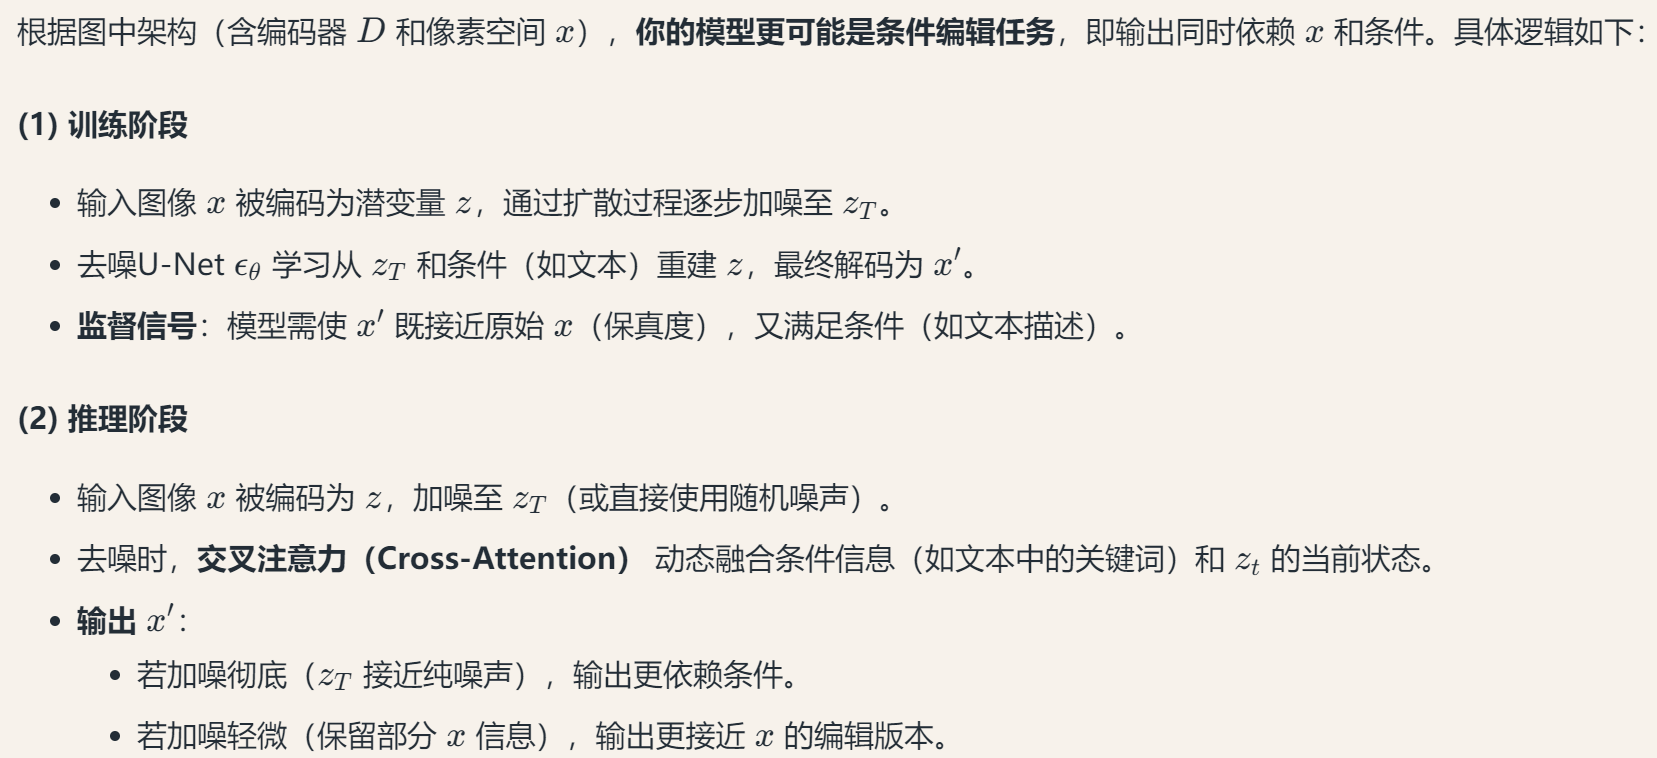 根据图中架构（含编码器 D 和像素空间 x），你的模型更可能是条件编辑任务，即输出同时依赖 x 和条件。具体逻辑如下：
(1) 训练阶段
• 输入图像 x 被编码为潜变量 z，通过扩散过程逐步加噪至 z_T。
• 去噪U-Net ϵ_θ 学习从 z_T 和条件（如文本）重建 z，最终解码为 x′。
• 监督信号：模型需使 x′ 既接近原始 x（保真度），又满足条件（如文本描述）。
(2) 推理阶段
• 输入图像 x 被编码为 z，加噪至 z_T（或直接使用随机噪声）。
• 去噪时，交叉注意力（Cross-Attention） 动态融合条件信息（如文本中的关键词）和 z_t 的当前状态。
• 输出 x′：
• 若加噪彻底（z_T 接近纯噪声），输出更依赖条件。
• 若加噪轻微（保留部分 x 信息），输出更接近 x 的编辑版本。